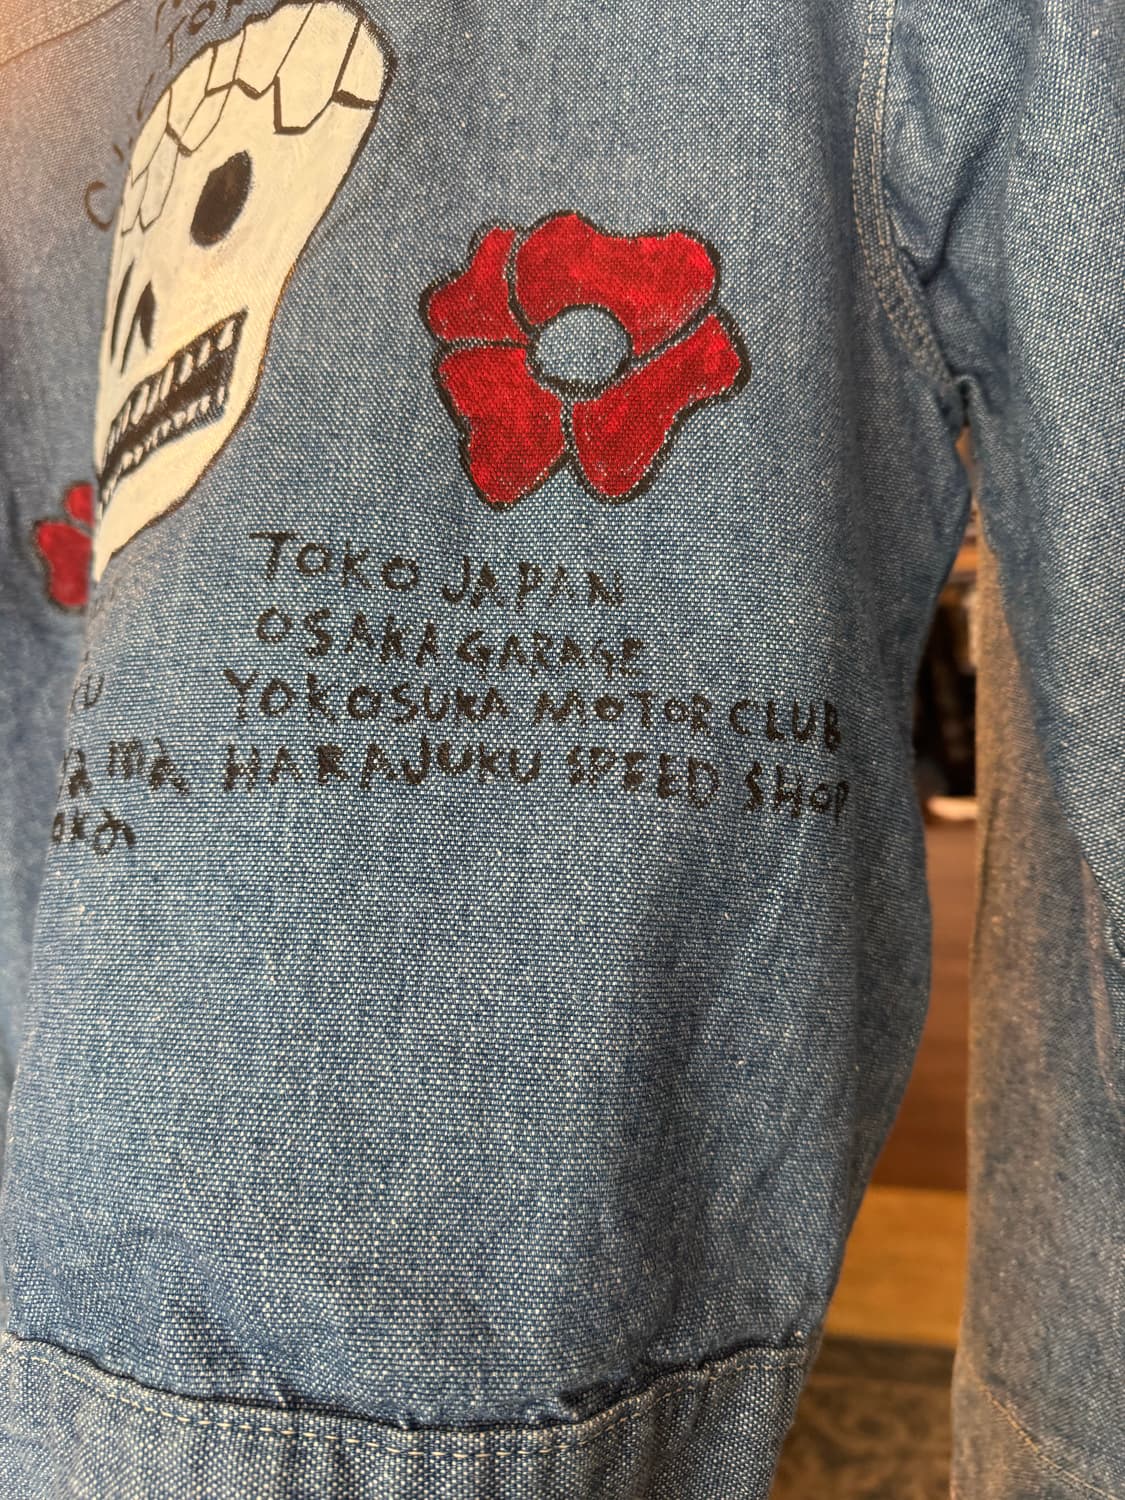 TOKO JAPAN
OSAKA GARAGE
YOKOSUKA MOTOR CLUB
HARAJUKU SPEED SHOP